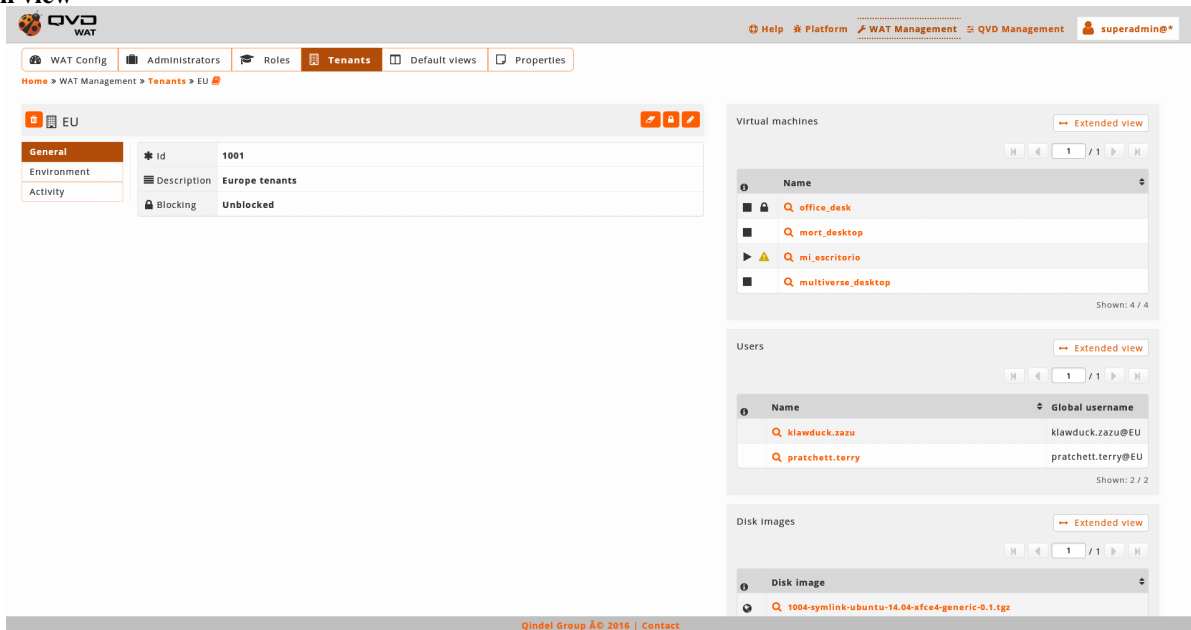 QVD
WAT
Help Platform WAT Management QVD Management superadmin@*
WAT Config Administrators Roles Tenants Default views Properties
Home » WAT Management » Tenants » EU
EU
General
Environment
Activity
Id 1001
Description Europe tenants
Blocking Unblocked
Virtual machines
Extended view
1 / 1
Name
office_desk
mort_desktop
mi_escritorio
multiverse_desktop
Shown: 4 / 4
Users
Extended view
1 / 1
Name Global username
klawduck.zazu klawduck.zazu@EU
pratchett.terry pratchett.terry@EU
Shown: 2 / 2
Disk images
Extended view
1 / 1
Disk image
1004-symlink-ubuntu-14.04-xfce4-generic-0.1.tgz
Qindel Group Â© 2016 | Contact